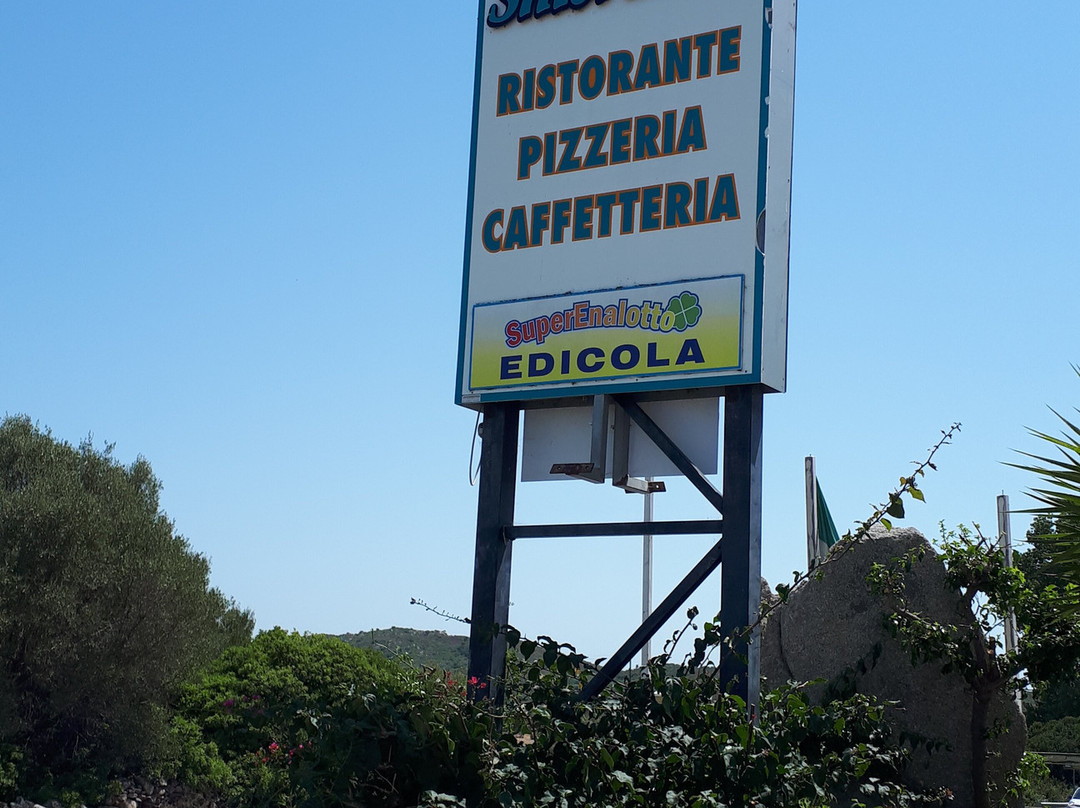 RISTORANTE
PIZZERIA
CAFFETTERIA
SuperEnalotto
EDICOLA